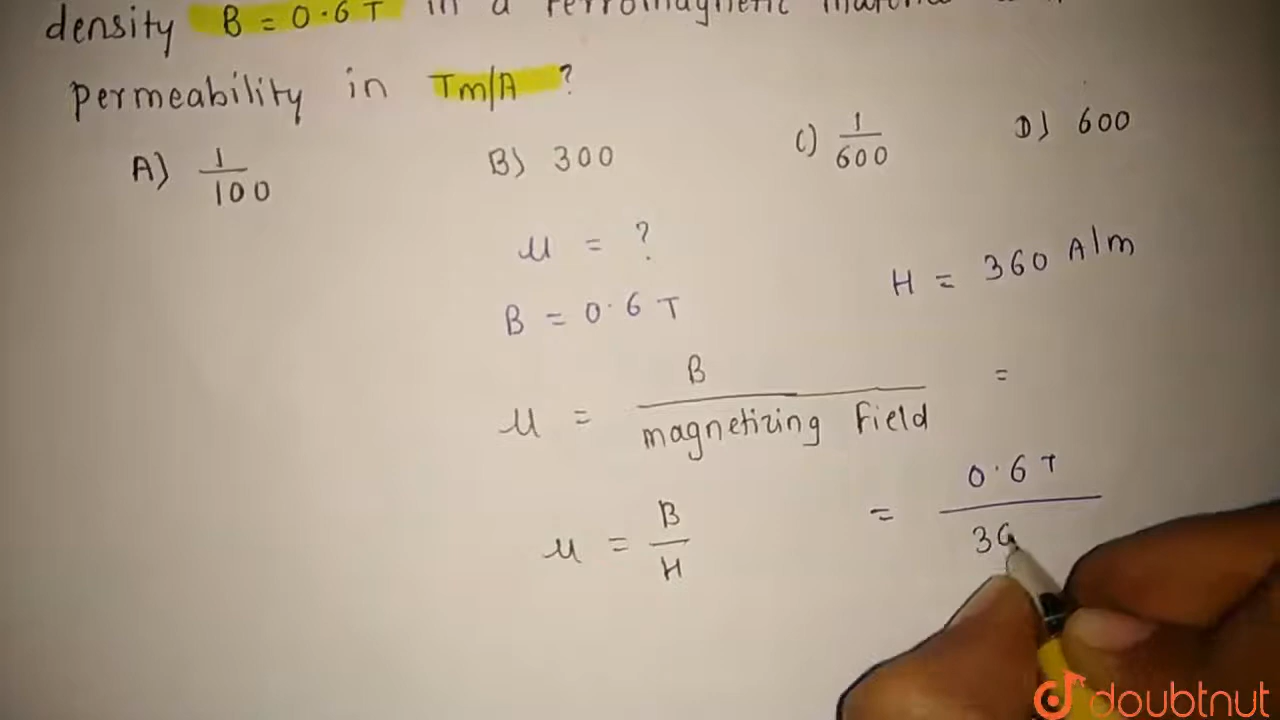 density B = 0.6 T in a
permeability in Tm/A ?
A) 1/100 B) 300 C) 1/600 D) 600
μ = ?
H = 360 A/m
B = 0.6 T
μ = B / magnetizing field =
μ = B/H = 0.6 T / 36
doubtnut